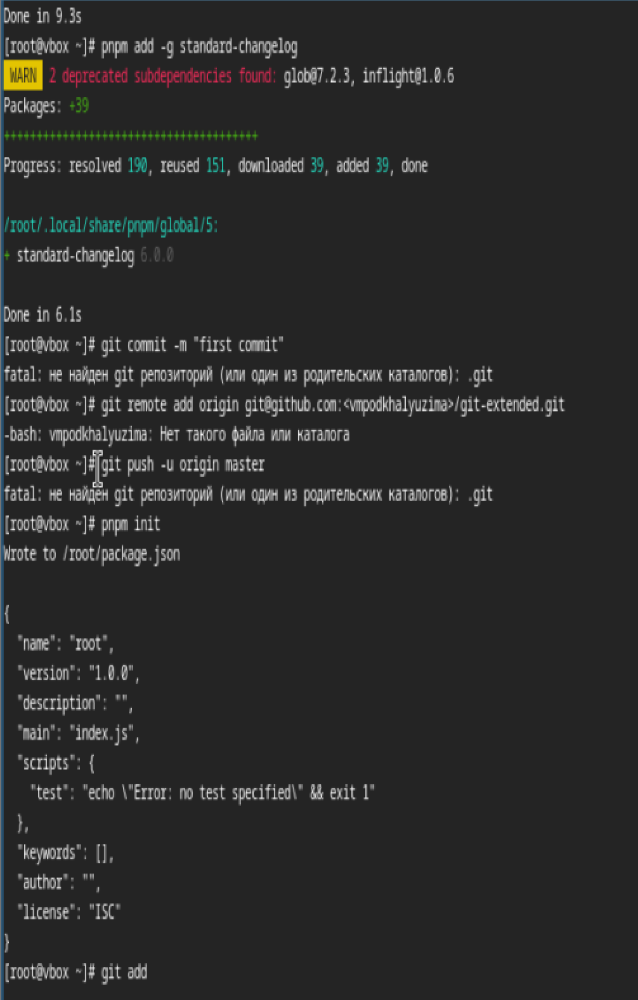 Done in 9.3s
[root@vbox ~]# pnpm add -g standard-changelog
WARN 2 deprecated subdependencies found: glob@7.2.3, inflight@1.0.6
Packages: +39
+++++++++++++++++++++++++++++++++++++++
Progress: resolved 190, reused 151, downloaded 39, added 39, done
/root/.local/share/pnpm/global/5:
+ standard-changelog 6.0.0
Done in 6.1s
[root@vbox ~]# git commit -m "first commit"
fatal: не найден git репозиторий (или один из родительских каталогов): .git
[root@vbox ~]# git remote add origin git@github.com:<vmpodkhalyuzima>/git-extended.git
-bash: vmpodkhalyuzima: Нет такого файла или каталога
[root@vbox ~]# git push -u origin master
fatal: не найден git репозиторий (или один из родительских каталогов): .git
[root@vbox ~]# pnpm init
Wrote to /root/package.json
{
  "name": "root",
  "version": "1.0.0",
  "description": "",
  "main": "index.js",
  "scripts": {
    "test": "echo \"Error: no test specified\" && exit 1"
  },
  "keywords": [],
  "author": "",
  "license": "ISC"
}
[root@vbox ~]# git add